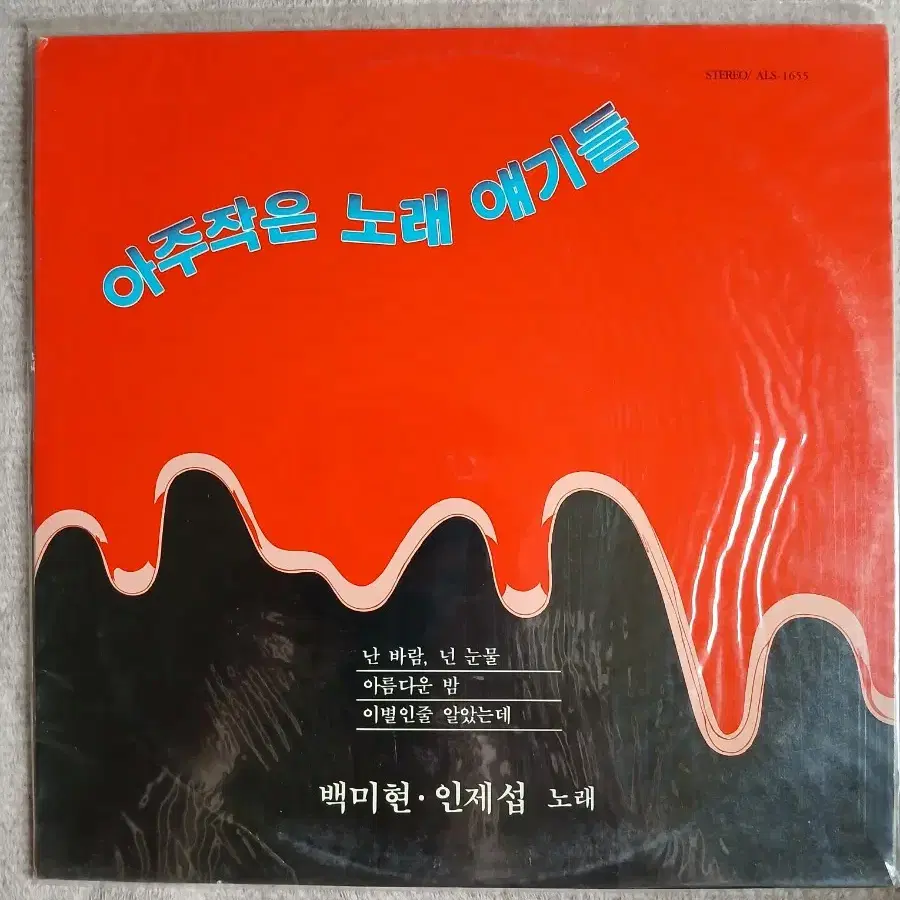 STEREO/ ALS-1655
아주작은 노래 얘기들
난 바람, 넌 눈물
아름다운 밤
이별인줄 알았는데
백미현·인제섭 노래